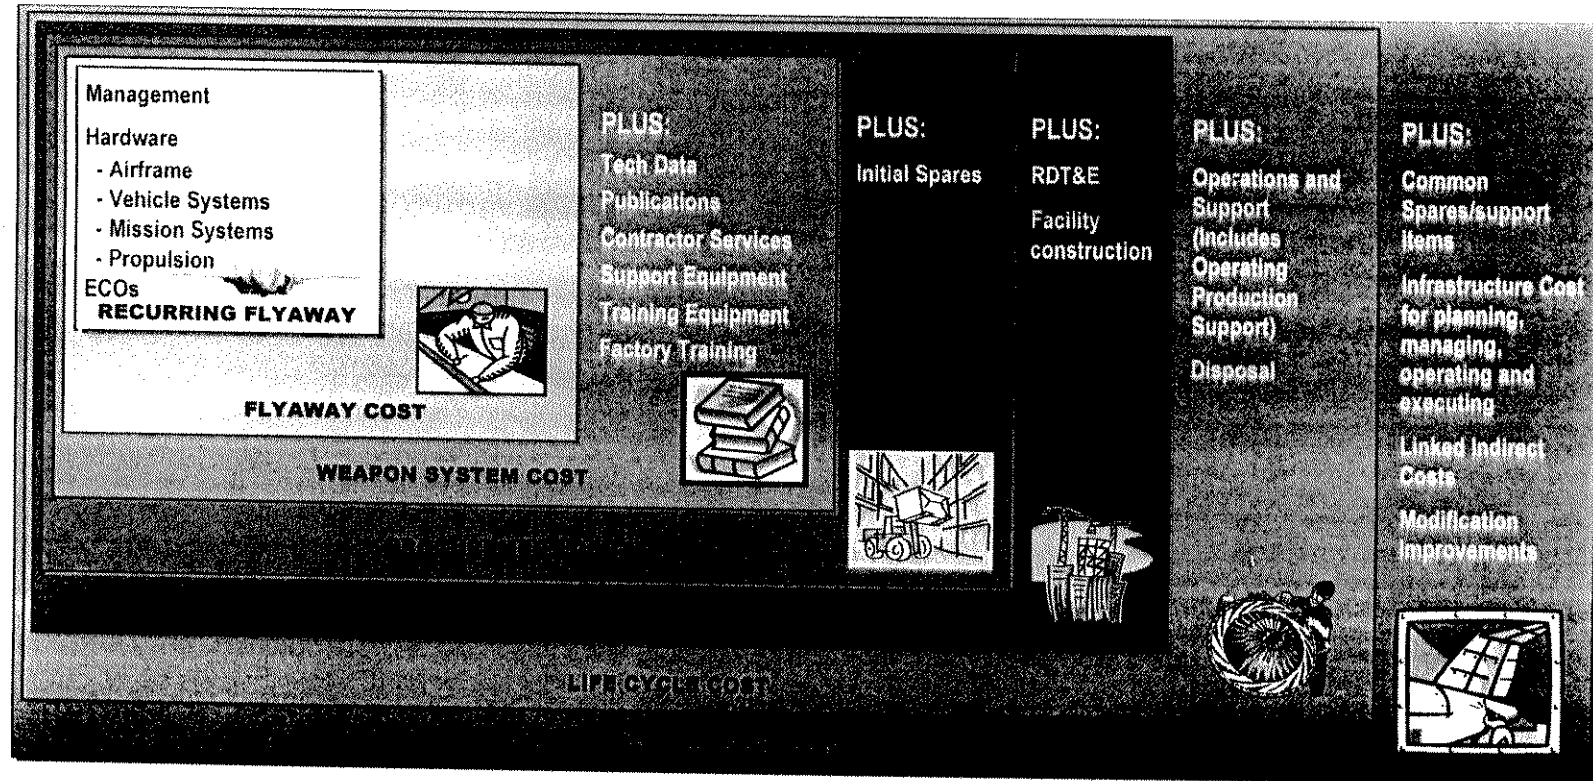 Management
Hardware
- Airframe
- Vehicle Systems
- Mission Systems
- Propulsion
ECOs
RECURRING FLYAWAY
FLYAWAY COST
WEAPON SYSTEM COST
PLUS:
Tech Data
Publications
Contractor Services
Support Equipment
Training Equipment
Factory Training
PLUS:
Initial Spares
PLUS:
RDT&E
Facility
construction
PLUS:
Operations and
Support
(Includes
Operating
Production
Support)
Disposal
LIFE CYCLE COST
PLUS:
Common
Spares/support
Items
Infrastructure Cost
for planning,
managing,
operating and
executing
Linked Indirect
Costs
Modification
Improvements